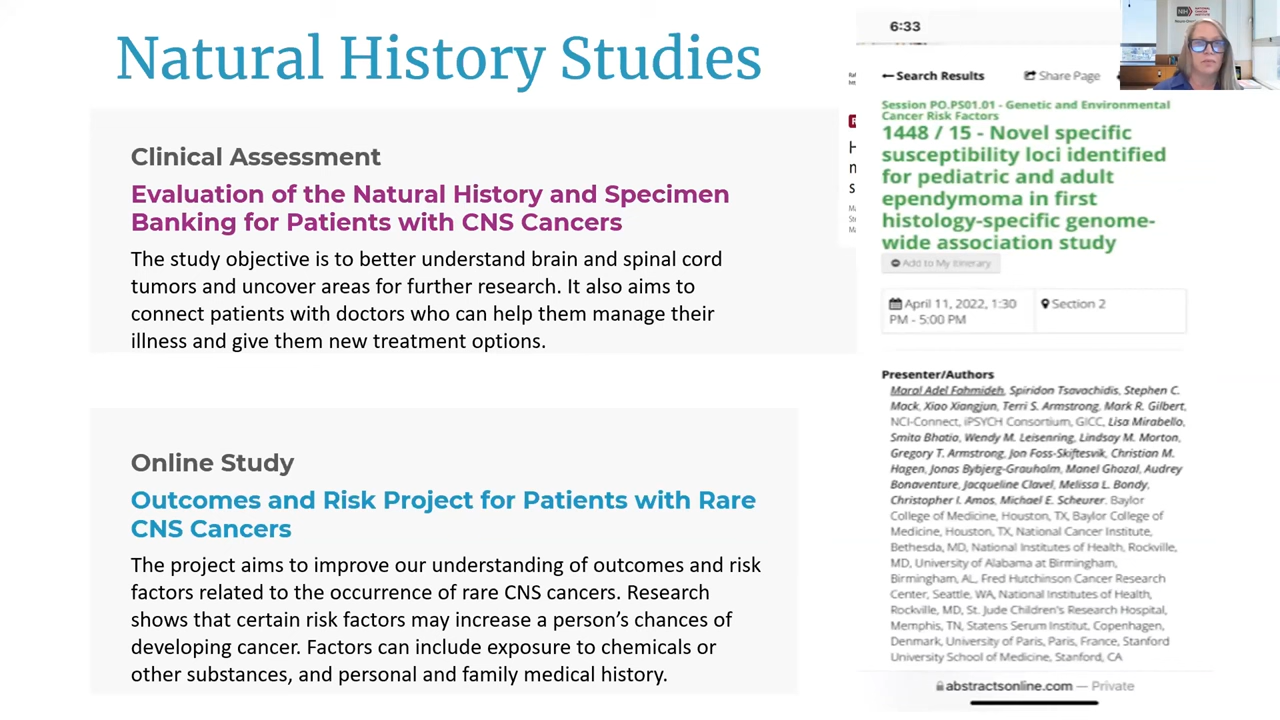 Natural History Studies
Clinical Assessment
Evaluation of the Natural History and Specimen
Banking for Patients with CNS Cancers
The study objective is to better understand brain and spinal cord
tumors and uncover areas for further research. It also aims to
connect patients with doctors who can help them manage their
illness and give them new treatment options.
Online Study
Outcomes and Risk Project for Patients with Rare
CNS Cancers
The project aims to improve our understanding of outcomes and risk
factors related to the occurrence of rare CNS cancers. Research
shows that certain risk factors may increase a person’s chances of
developing cancer. Factors can include exposure to chemicals or
other substances, and personal and family medical history.
6:33
Search Results
Share Page
Session PO.PS01.01 - Genetic and Environmental
Cancer Risk Factors
1448 / 15 - Novel specific
susceptibility loci identified
for pediatric and adult
ependymoma in first
histology-specific genome-
wide association study
Add to My Itinerary
April 11, 2022, 1:30
PM - 5:00 PM
Section 2
Presenter/Authors
Maral Adel Fahmideh, Spiridon Tsavachidis, Stephen C.
Mack, Xiao Xiangjun, Terri S. Armstrong, Mark R. Gilbert,
NCI-Connect, iPSYCH Consortium, GICC, Lisa Mirabello,
Smita Bhatia, Wendy M. Leisenring, Lindsay M. Morton,
Gregory T. Armstrong, Jon Foss-Skiftesvik, Christian M.
Hagen, Jonas Bybjerg-Grauholm, Manel Ghozal, Audrey
Bonaventure, Jacqueline Clavel, Melissa L. Bondy,
Christopher I. Amos, Michael E. Scheurer. Baylor
College of Medicine, Houston, TX, Baylor College of
Medicine, Houston, TX, National Cancer Institute,
Bethesda, MD, National Institutes of Health, Rockville,
MD, University of Alabama at Birmingham,
Birmingham, AL, Fred Hutchinson Cancer Research
Center, Seattle, WA, National Institutes of Health,
Rockville, MD, St. Jude Children's Research Hospital,
Memphis, TN, Statens Serum Institut, Copenhagen,
Denmark, University of Paris, Paris, France, Stanford
University School of Medicine, Stanford, CA
abstractsonline.com — Private
NIH